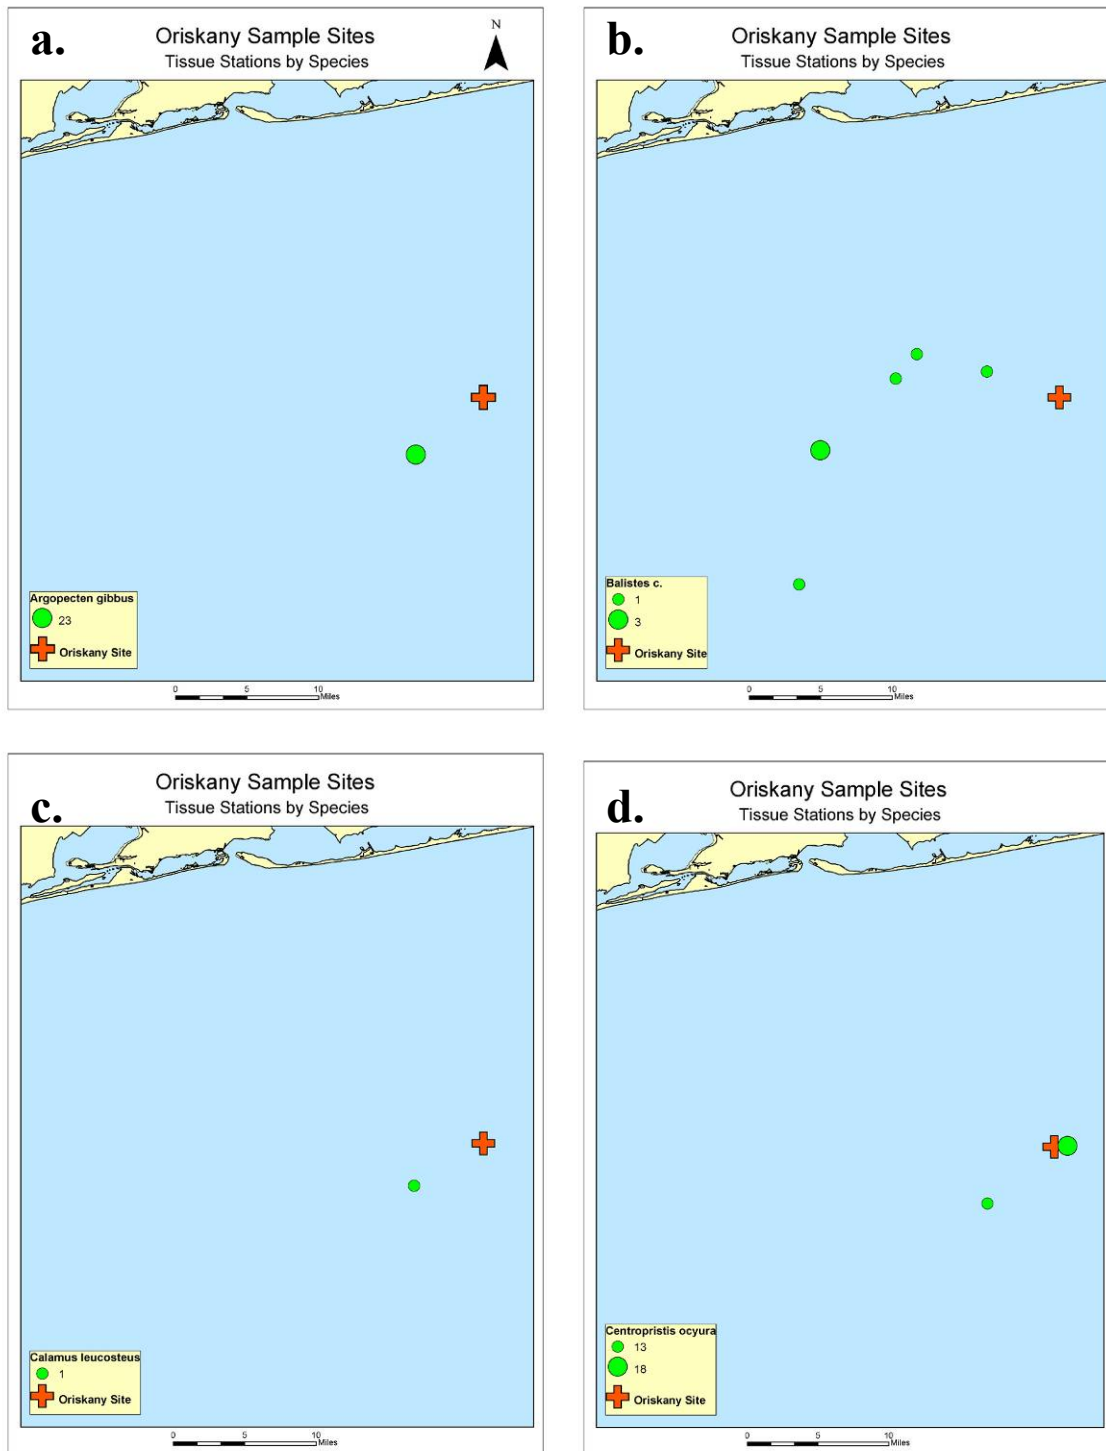 a.
Oriskany Sample Sites
Tissue Stations by Species
N
Argopecten gibbus
23
Oriskany Site
0 5 10
Miles
b.
Oriskany Sample Sites
Tissue Stations by Species
Balistes c.
1
3
Oriskany Site
0 5 10
Miles
c.
Oriskany Sample Sites
Tissue Stations by Species
Calamus leucosteus
1
Oriskany Site
0 5 10
Miles
d.
Oriskany Sample Sites
Tissue Stations by Species
Centropristis ocyura
13
18
Oriskany Site
0 5 10
Miles